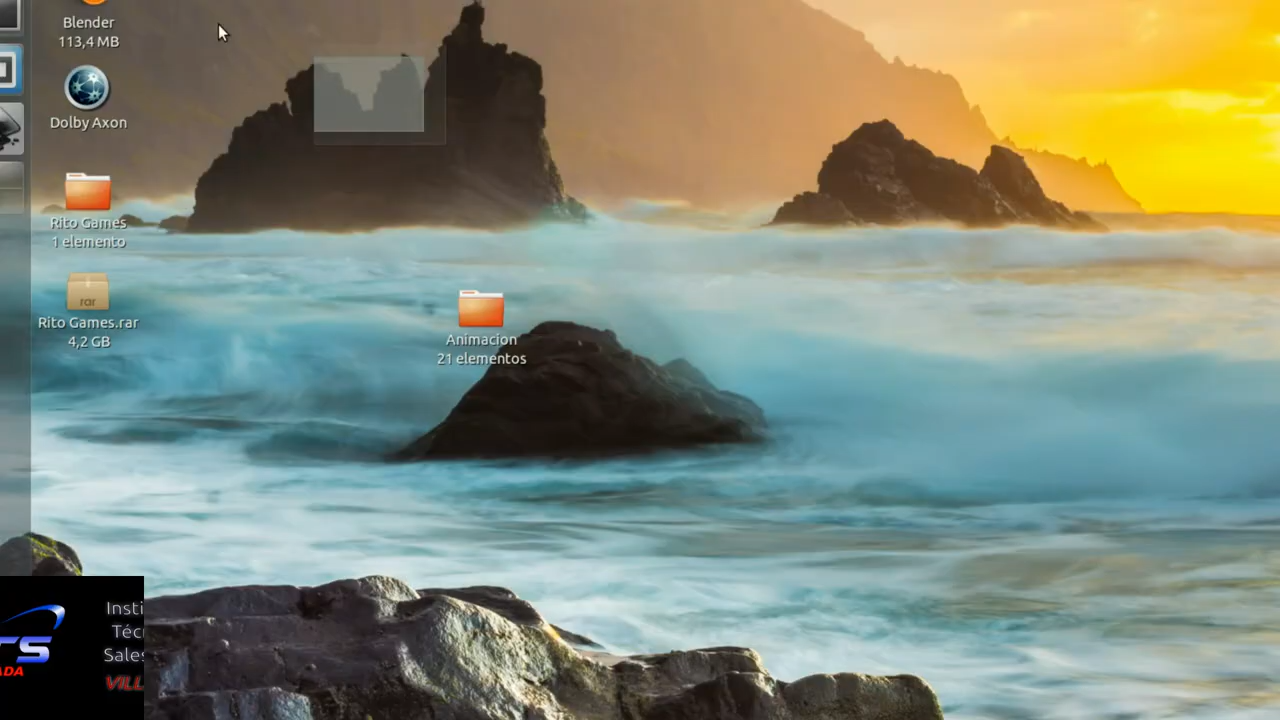 Blender
113,4 MB
Dolby Axon
Rito Games
1 elemento
rar
Rito Games.rar
4,2 GB
Animacion
21 elementos